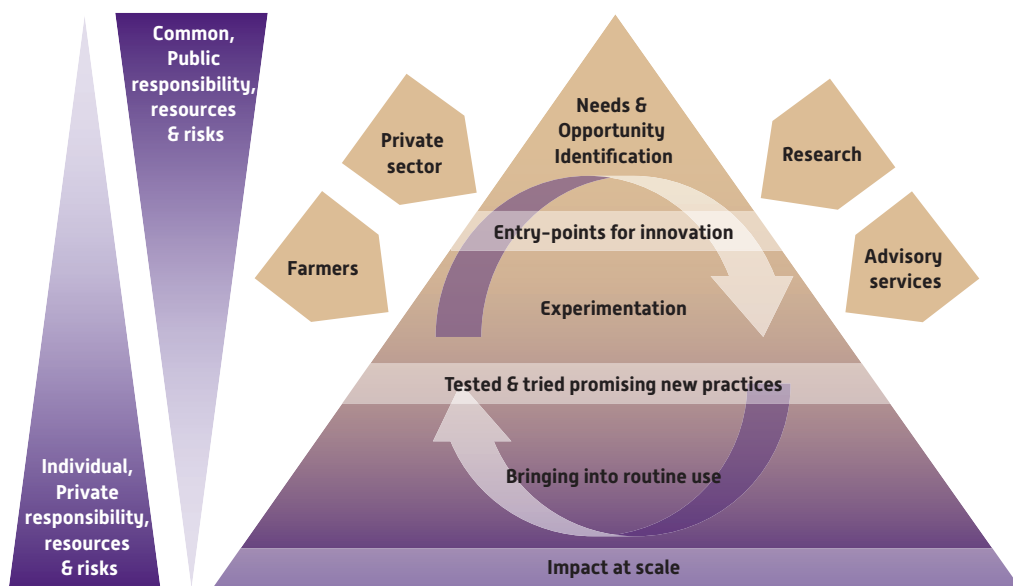 Common,
Public
responsibility,
resources
& risks
Individual,
Private
responsibility,
resources
& risks
Farmers
Private
sector
Needs &
Opportunity
Identification
Research
Advisory
services
Entry-points for innovation
Experimentation
Tested & tried promising new practices
Bringing into routine use
Impact at scale